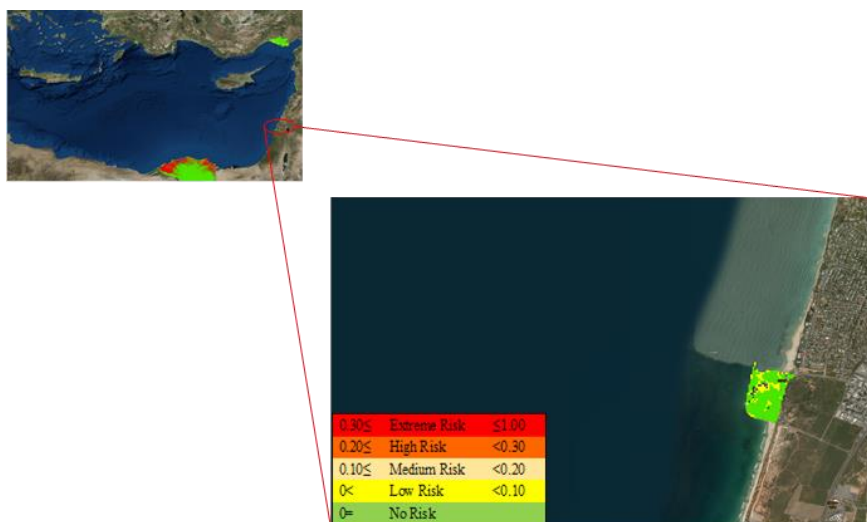 0.30≤ Extreme Risk ≤1.00
0.20≤ High Risk <0.30
0.10≤ Medium Risk <0.20
0< Low Risk <0.10
0= No Risk